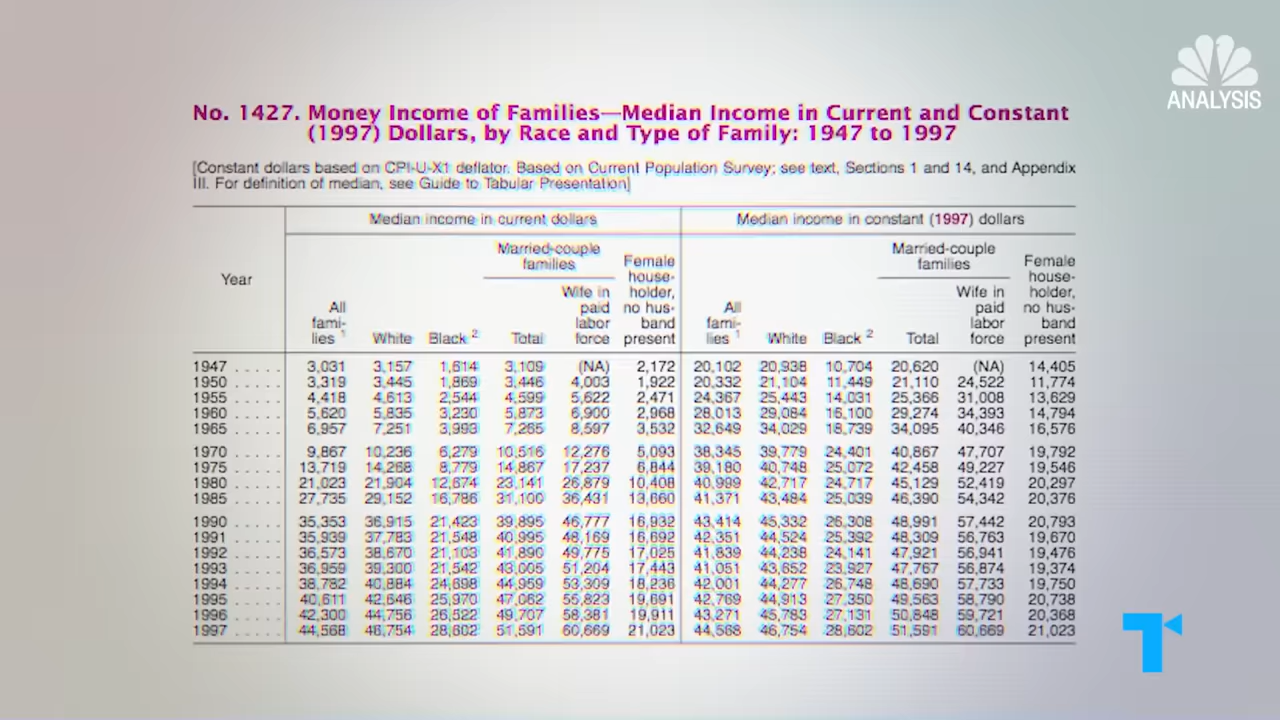 ANALYSIS
No. 1427. Money Income of Families—Median Income in Current and Constant
(1997) Dollars, by Race and Type of Family: 1947 to 1997
[Constant dollars based on CPI-U-X1 deflator. Based on Current Population Survey; see text, Sections 1 and 14, and Appendix
III. For definition of median, see Guide to Tabular Presentation]
Median income in current dollars Median income in constant (1997) dollars
Married-couple Married-couple
families Female families Female
Year house- house-
Wife in holder, Wife in holder,
All paid no hus- All paid no hus-
fami- labor band fami- labor band
lies 1 White Black 2 Total force present lies 1 White Black 2 Total force present
1947 . . . . . 3,031 3,157 1,614 3,109 (NA) 2,172 20,102 20,938 10,704 20,620 (NA) 14,405
1950 . . . . . 3,319 3,445 1,869 3,446 4,003 1,922 20,332 21,104 11,449 21,110 24,522 11,774
1955 . . . . . 4,418 4,613 2,544 4,599 5,622 2,471 24,367 25,443 14,031 25,366 31,008 13,629
1960 . . . . . 5,620 5,835 3,230 5,873 6,900 2,968 28,013 29,084 16,100 29,274 34,393 14,794
1965 . . . . . 6,957 7,251 3,993 7,265 8,597 3,532 32,649 34,029 18,739 34,095 40,346 16,576
1970 . . . . . 9,867 10,236 6,279 10,516 12,276 5,093 38,345 39,779 24,401 40,867 47,707 19,792
1975 . . . . . 13,719 14,268 8,779 14,867 17,237 6,844 39,180 40,748 25,072 42,458 49,227 19,546
1980 . . . . . 21,023 21,904 12,674 23,141 26,879 10,408 40,999 42,717 24,717 45,129 52,419 20,297
1985 . . . . . 27,735 29,152 16,786 31,100 36,431 13,660 41,371 43,484 25,039 46,390 54,342 20,376
1990 . . . . . 35,353 36,915 21,423 39,895 46,777 16,932 43,414 45,332 26,308 48,991 57,442 20,793
1991 . . . . . 35,939 37,783 21,548 40,995 48,169 16,692 42,351 44,524 25,392 48,309 56,763 19,670
1992 . . . . . 36,573 38,670 21,103 41,890 49,775 17,025 41,839 44,238 24,141 47,921 56,941 19,476
1993 . . . . . 36,959 39,300 21,542 43,005 51,204 17,443 41,051 43,652 23,927 47,767 56,874 19,374
1994 . . . . . 38,782 40,884 24,698 44,959 53,309 18,236 42,001 44,277 26,748 48,690 57,733 19,750
1995 . . . . . 40,611 42,646 25,970 47,062 55,823 19,691 42,769 44,913 27,350 49,563 58,790 20,738
1996 . . . . . 42,300 44,756 26,522 49,707 58,381 19,911 43,271 45,783 27,131 50,848 59,721 20,368
1997 . . . . . 44,568 46,754 28,602 51,591 60,669 21,023 44,568 46,754 28,602 51,591 60,669 21,023